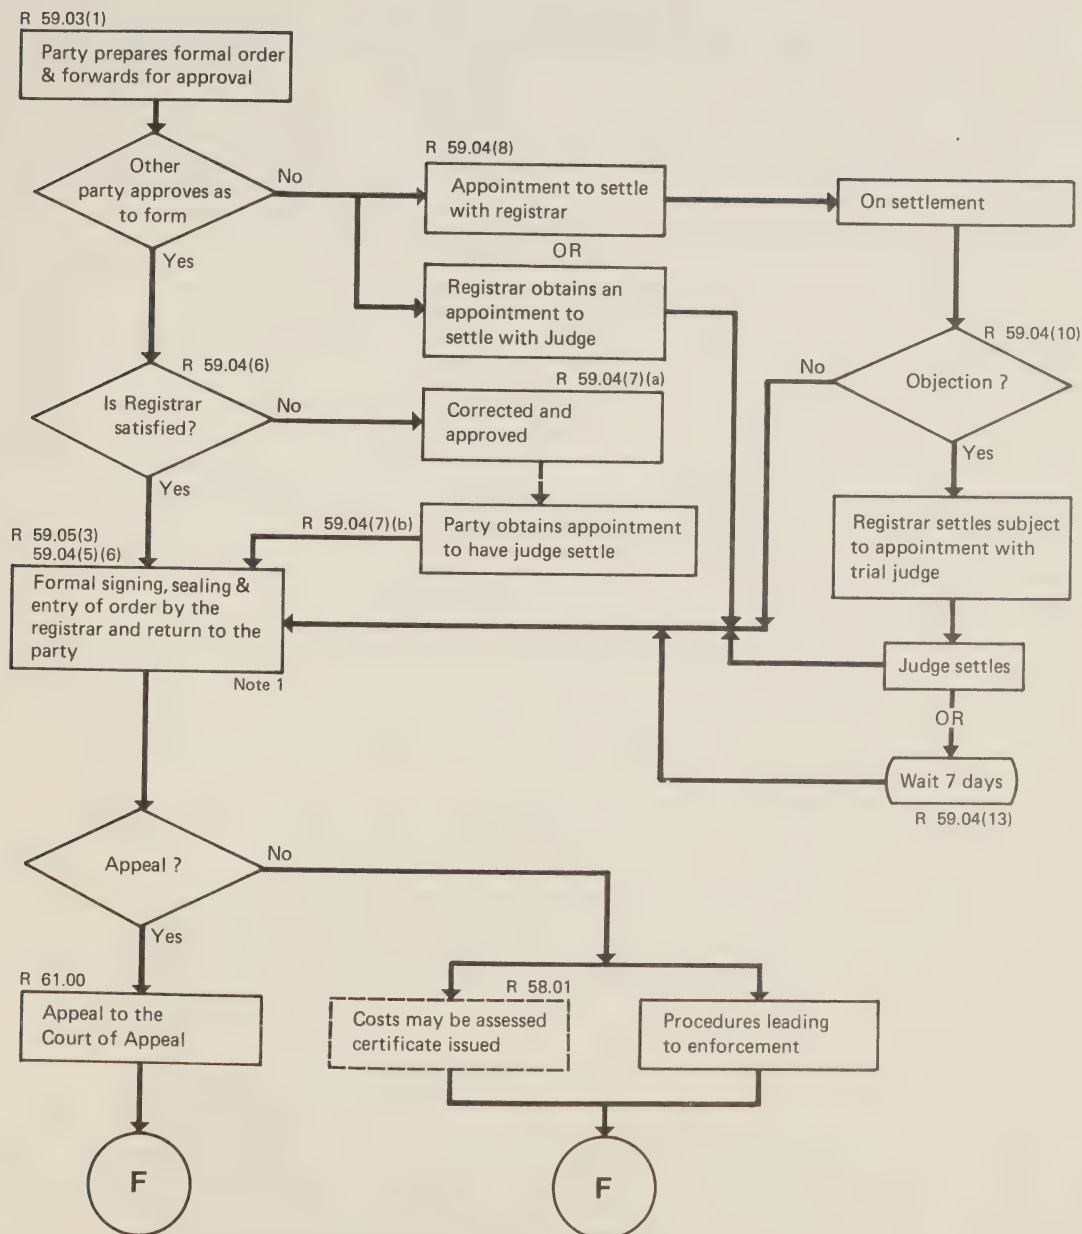 R 59.03(1)
Party prepares formal order
& forwards for approval
Other
party approves as
to form
No
Yes
R 59.04(8)
Appointment to settle
with registrar
OR
Registrar obtains an
appointment to
settle with Judge
On settlement
R 59.04(10)
Objection ?
No
Yes
R 59.04(6)
Is Registrar
satisfied?
No
Yes
R 59.04(7)(a)
Corrected and
approved
R 59.04(7)(b)
Party obtains appointment
to have judge settle
Registrar settles subject
to appointment with
trial judge
R 59.05(3)
59.04(5)(6)
Formal signing, sealing &
entry of order by the
registrar and return to the
party
Note 1
Judge settles
OR
Wait 7 days
R 59.04(13)
Appeal ?
No
Yes
R 61.00
Appeal to the
Court of Appeal
R 58.01
Costs may be assessed
certificate issued
Procedures leading
to enforcement
F
F